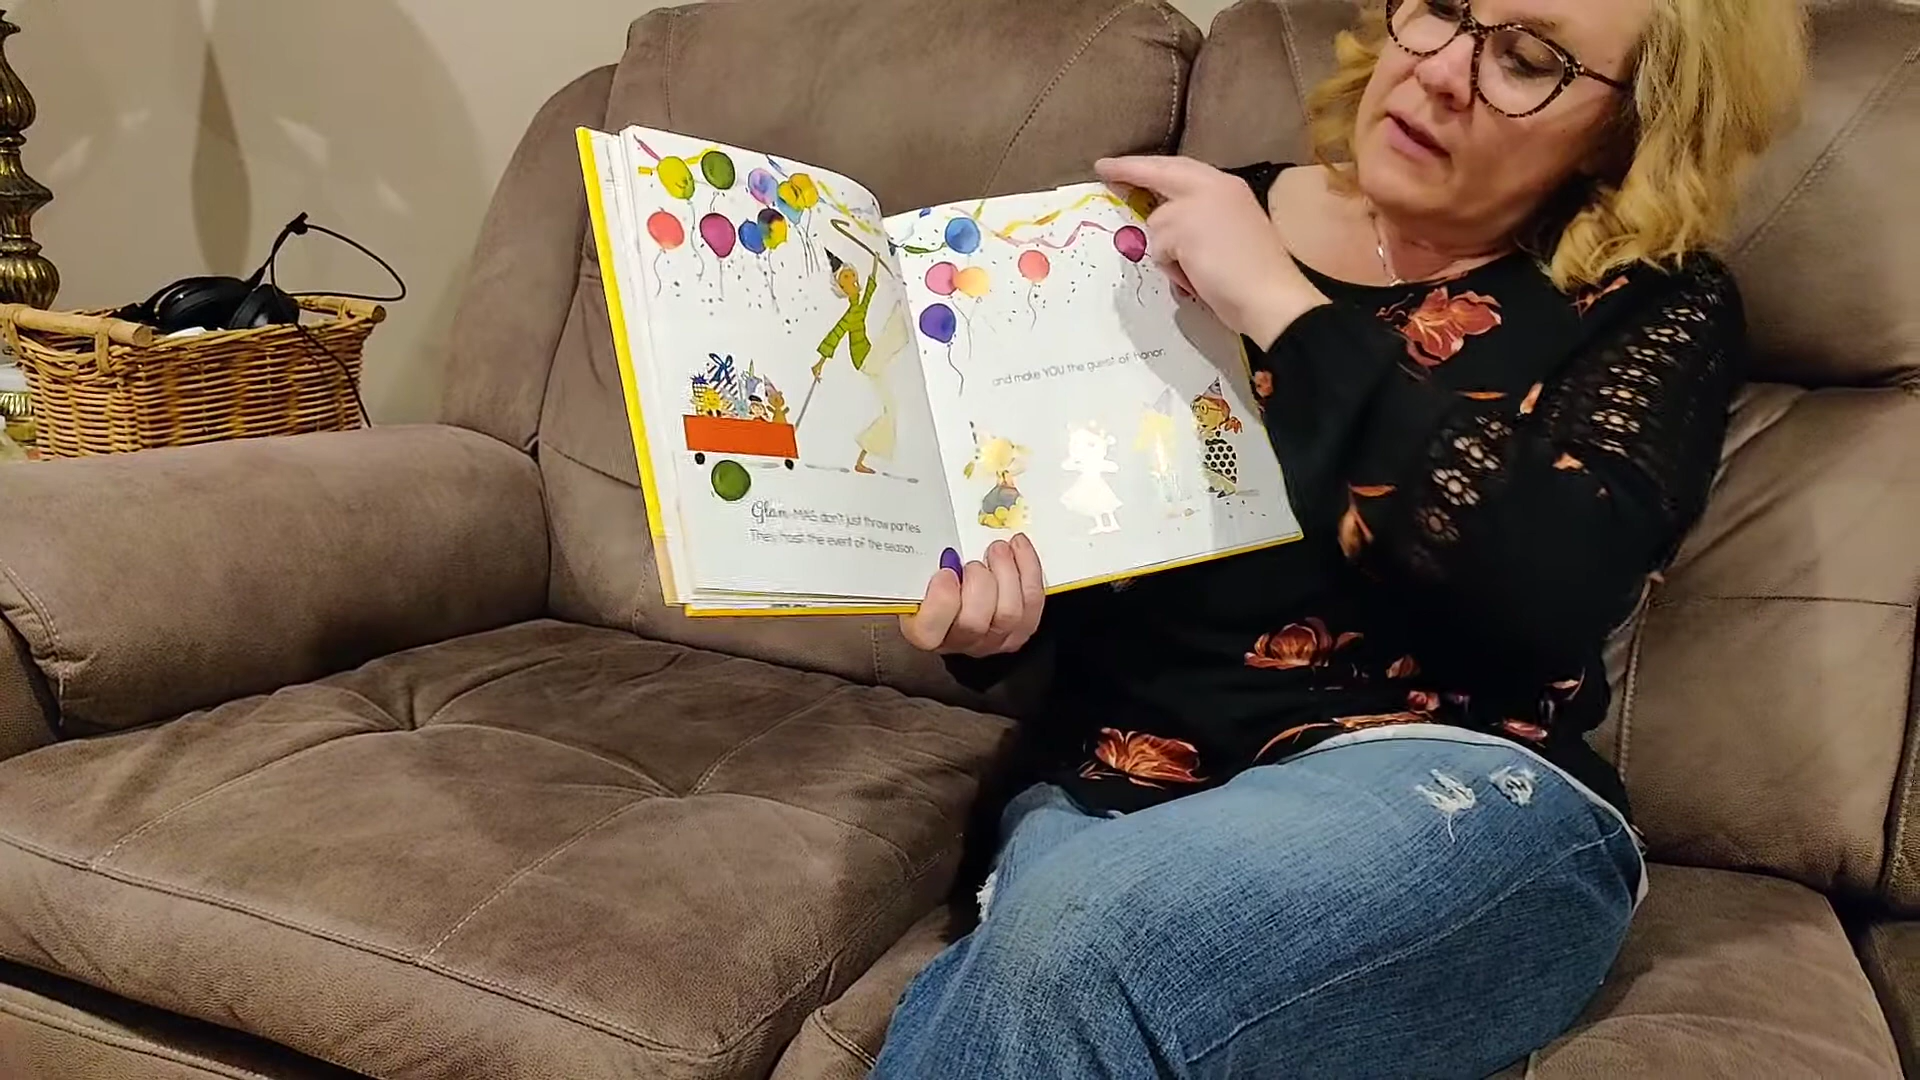 Glam-MAS don't just throw parties.
They host the event of the season...
and make YOU the guest of honor.